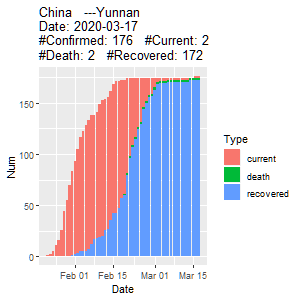 China   ---Yunnan
Date: 2020-03-17
#Confirmed: 176   #Current: 2
#Death: 2   #Recovered: 172
Num
150
100
50
0
Feb 01
Feb 15
Mar 01
Mar 15
Date
Type
current
death
recovered